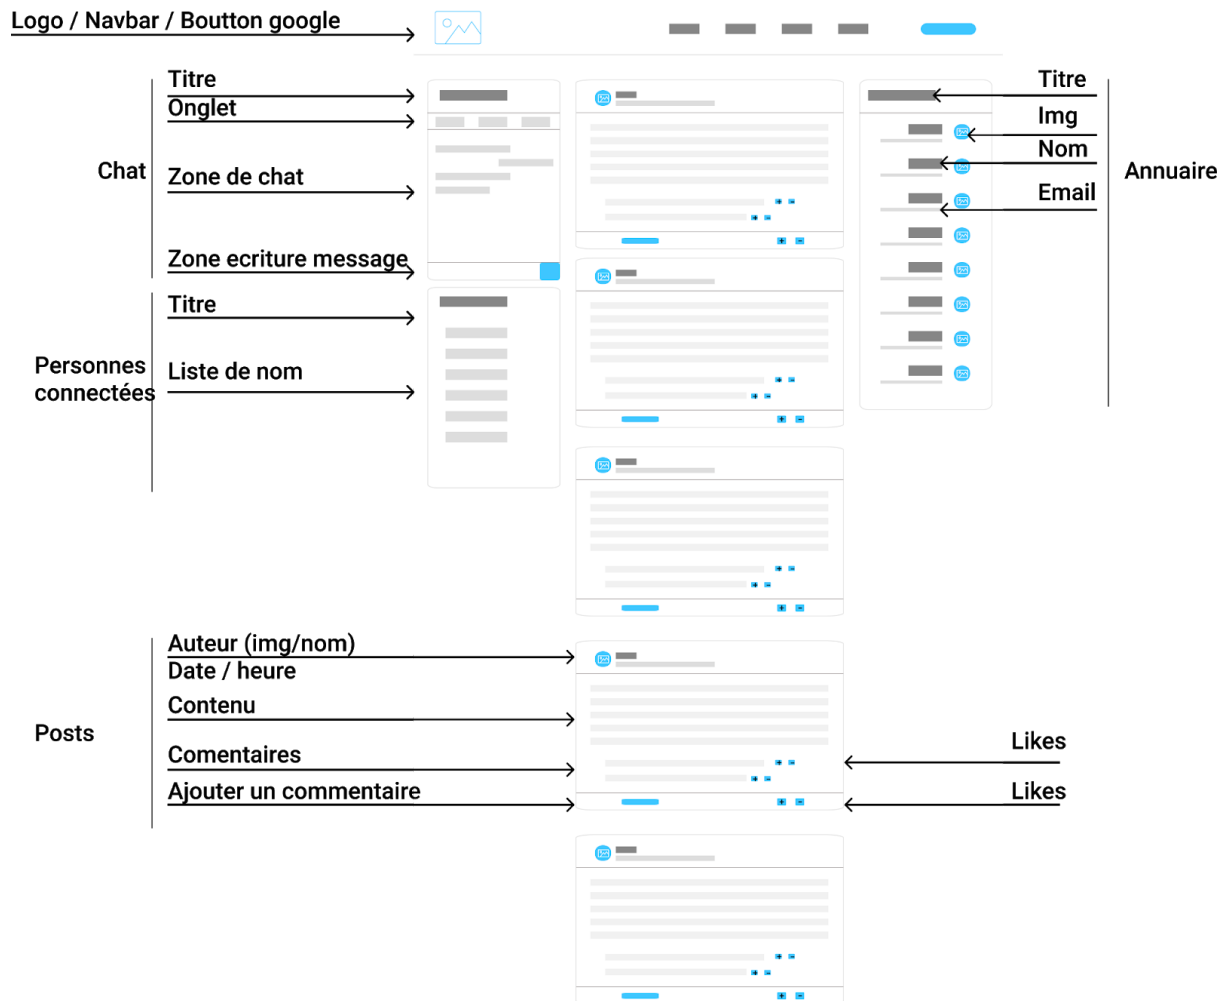 Logo / Navbar / Boutton google
Titre
Onglet
Chat
Zone de chat
Zone ecriture message
Titre
Personnes
connectées
Liste de nom
Titre
Img
Nom
Annuaire
Email
Auteur (img/nom)
Date / heure
Contenu
Posts
Comentaires
Ajouter un commentaire
Likes
Likes